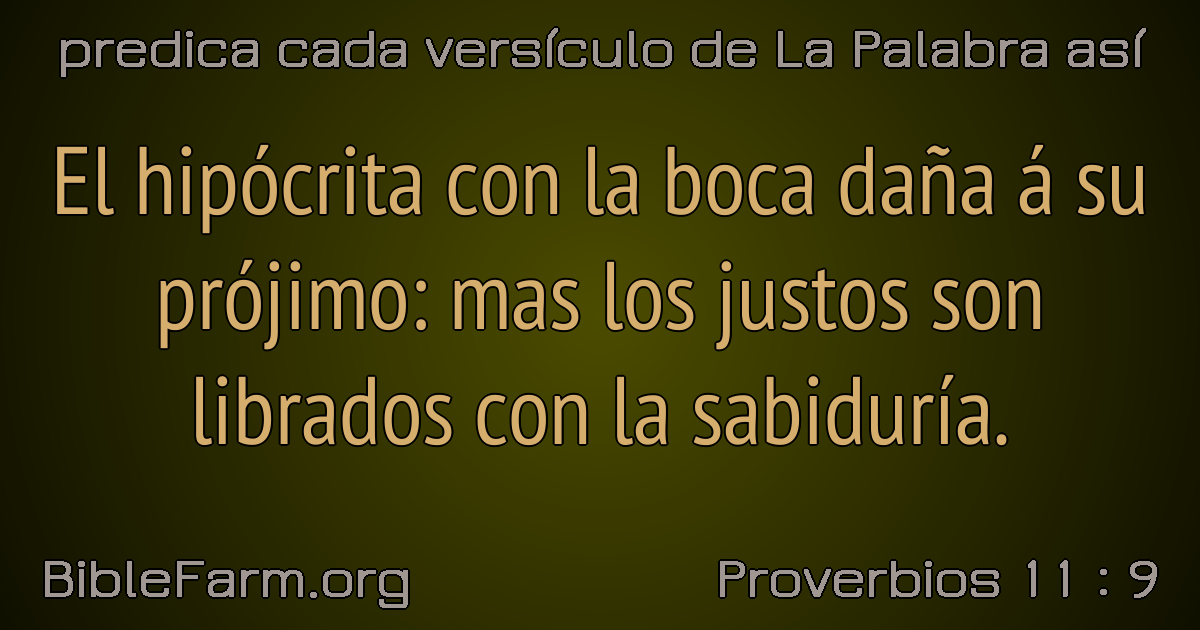 predica cada versículo de La Palabra así
El hipócrita con la boca daña á su
prójimo: mas los justos son
librados con la sabiduría.
BibleFarm.org
Proverbios 11 : 9